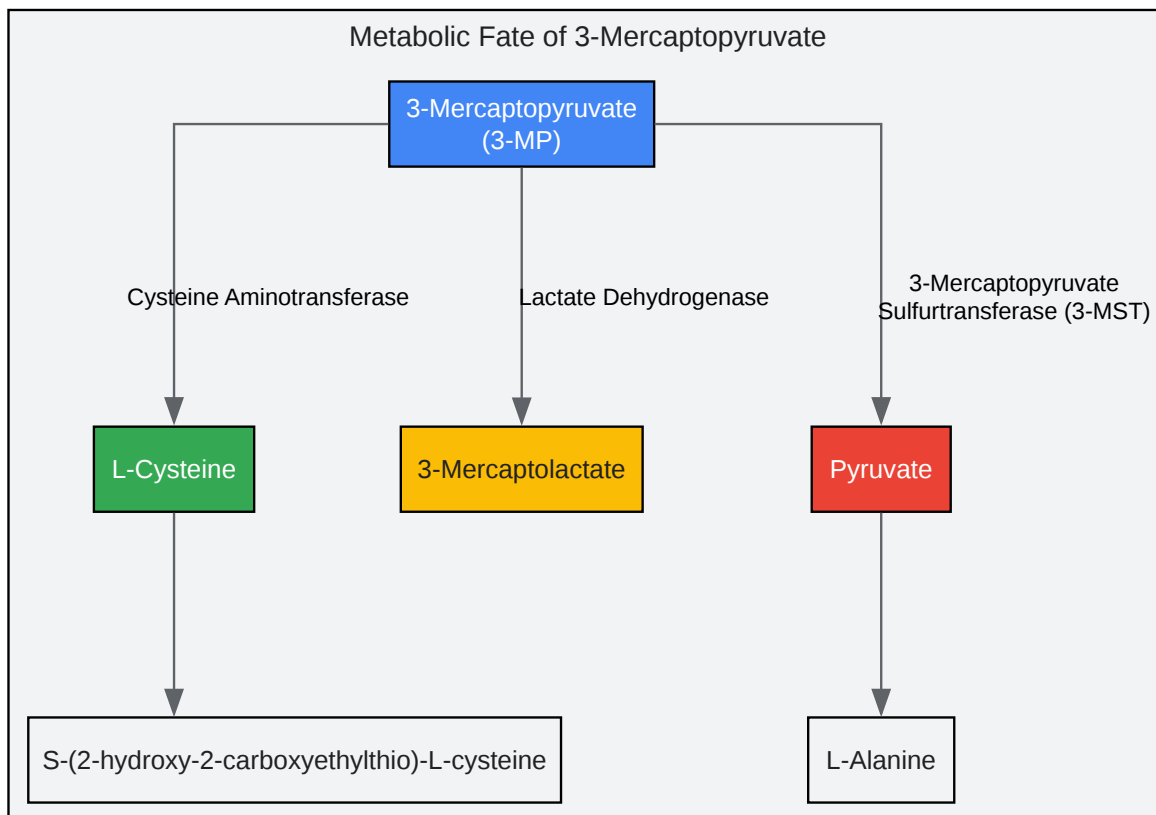 Metabolic Fate of 3-Mercaptopyruvate
3-Mercaptopyruvate
(3-MP)
Cysteine Aminotransferase
Lactate Dehydrogenase
3-Mercaptopyruvate
Sulfurtransferase (3-MST)
L-Cysteine
3-Mercaptolactate
Pyruvate
S-(2-hydroxy-2-carboxyethylthio)-L-cysteine
L-Alanine